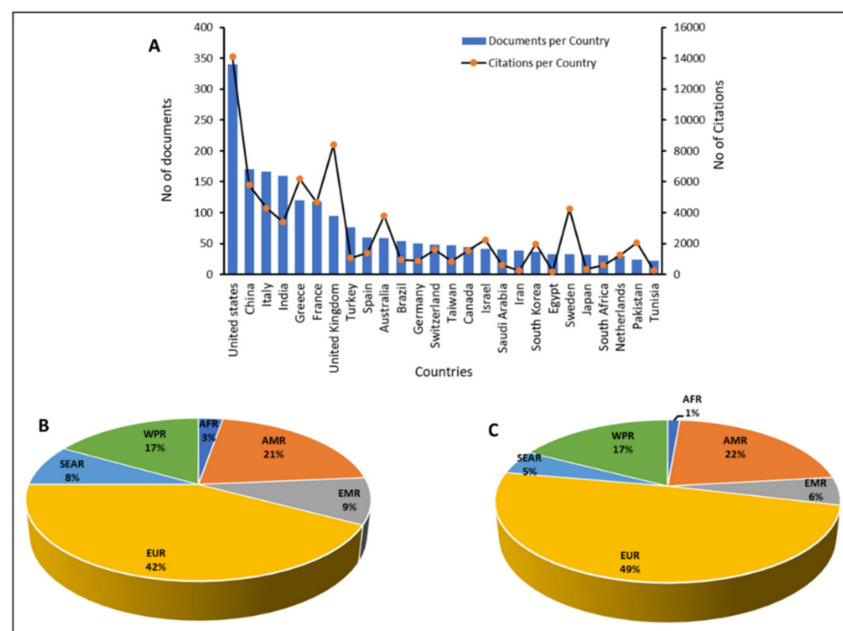 A
Documents per Country
Citations per Country
No of documents
400
350
300
250
200
150
100
50
0
16000
14000
12000
10000
8000
6000
4000
2000
0
No of Citations
United states
China
Italy
India
Greece
France
United Kingdom
Turkey
Spain
Australia
Brazil
Germany
Switzerland
Taiwan
Canada
Israel
Saudi Arabia
Iran
South Korea
Egypt
Sweden
Japan
South Africa
Netherlands
Pakistan
Tunisia
Countries
B
AFR
3%
AMR
21%
EMR
9%
EUR
42%
SEAR
8%
WPR
17%
C
AFR
1%
AMR
22%
EMR
6%
EUR
49%
SEAR
5%
WPR
17%